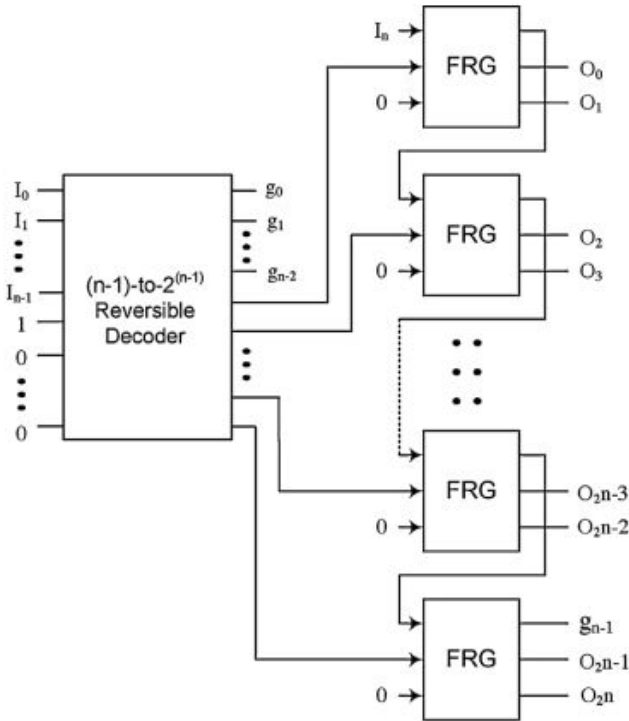 Iₙ
FRG
O₀
0
O₁
I₀
g₀
FRG
I₁
g₁
O₂
gₙ₋₂
0
O₃
(n-1)-to-2⁽ⁿ⁻¹⁾
Reversible
Decoder
Iₙ₋₁
1
0
0
FRG
O₂n-3
0
O₂n-2
gₙ₋₁
FRG
O₂n-1
0
O₂n